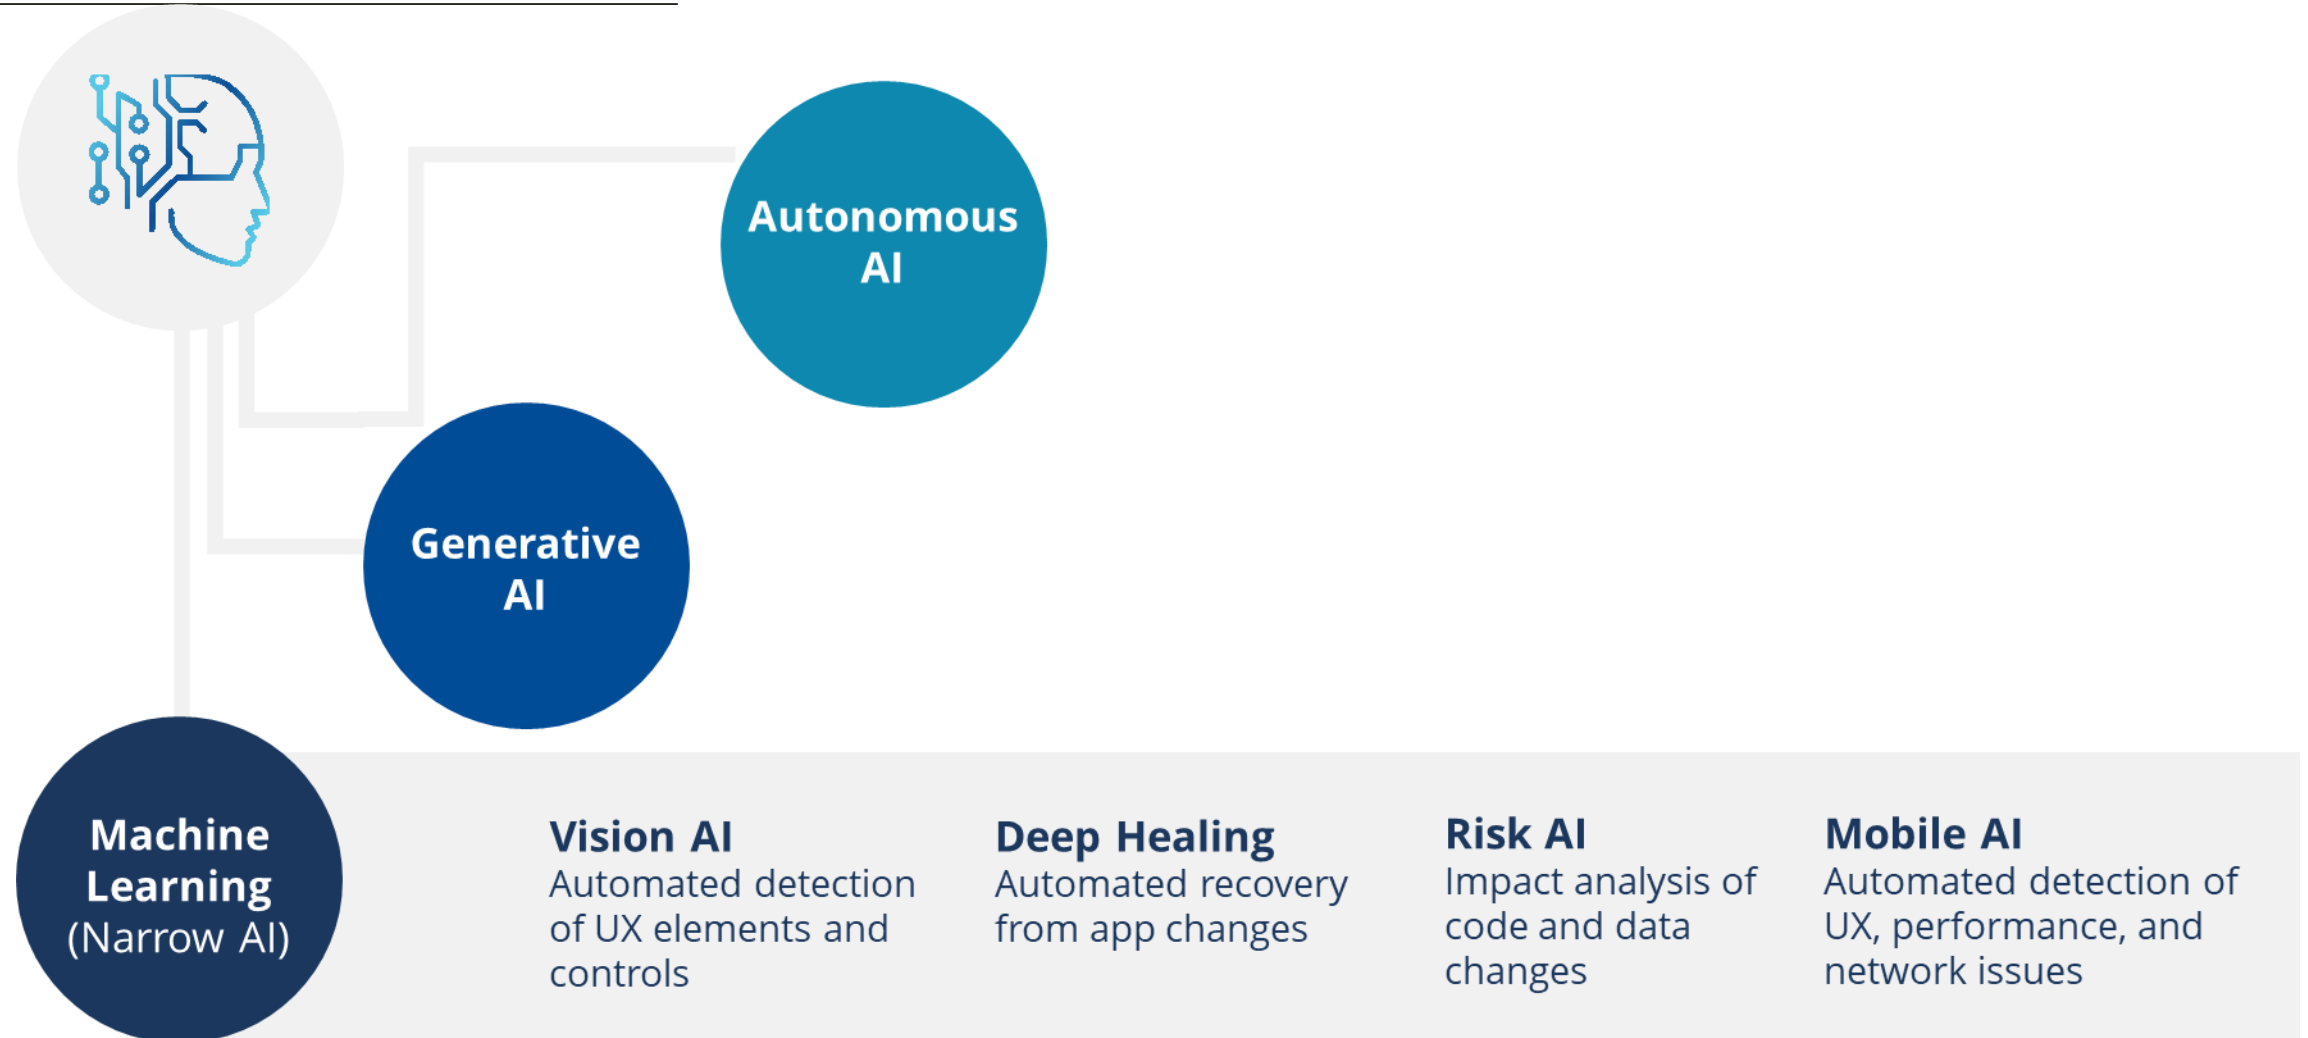 Autonomous
AI
Generative
AI
Machine
Learning
(Narrow AI)
Vision AI
Automated detection
of UX elements and
controls
Deep Healing
Automated recovery
from app changes
Risk AI
Impact analysis of
code and data
changes
Mobile AI
Automated detection of
UX, performance, and
network issues